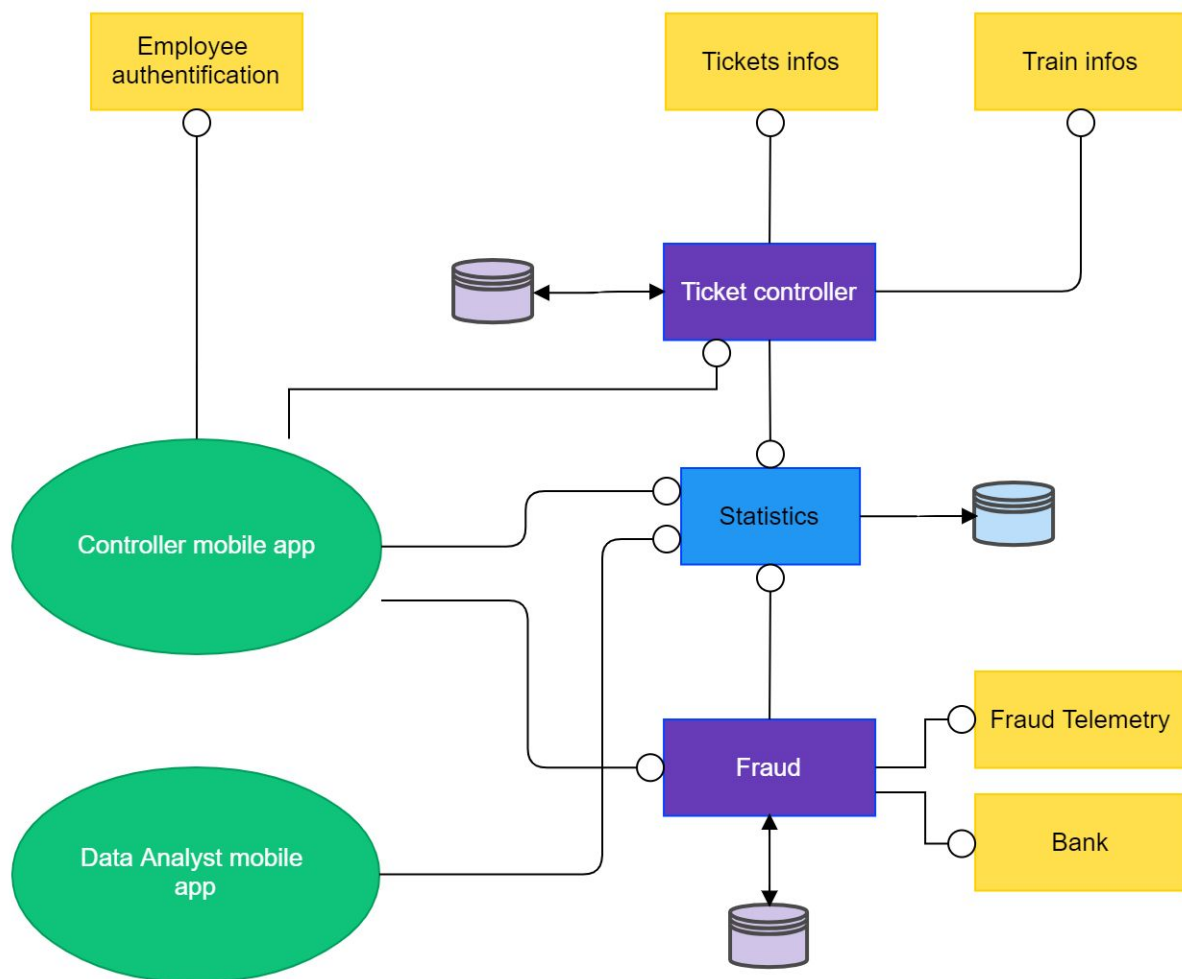 Employee
authentification
Tickets infos
Train infos
Ticket controller
Statistics
Controller mobile app
Fraud Telemetry
Fraud
Bank
Data Analyst mobile
app